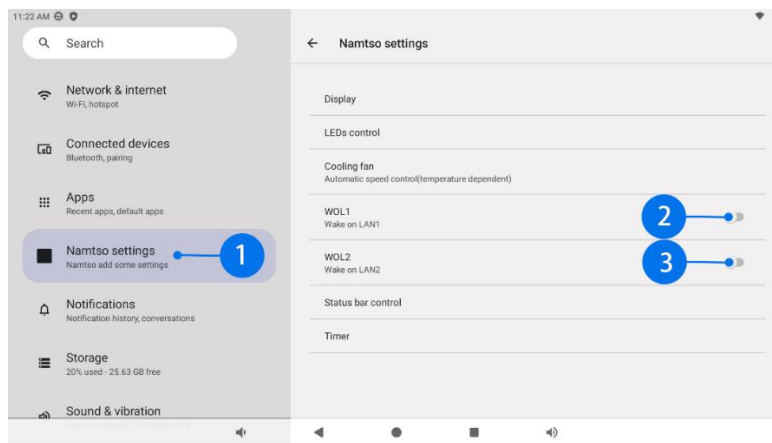 11:22 AM
Search
Network & internet
Wi-Fi, hotspot
Connected devices
Bluetooth, pairing
Apps
Recent apps, default apps
Namtso settings
Namtso add some settings
1
Notifications
Notification history, conversations
Storage
20% used - 25.63 GB free
Sound & vibration
Namtso settings
Display
LEDs control
Cooling fan
Automatic speed control(temperature dependent)
WOL1
Wake on LAN1
2
WOL2
Wake on LAN2
3
Status bar control
Timer